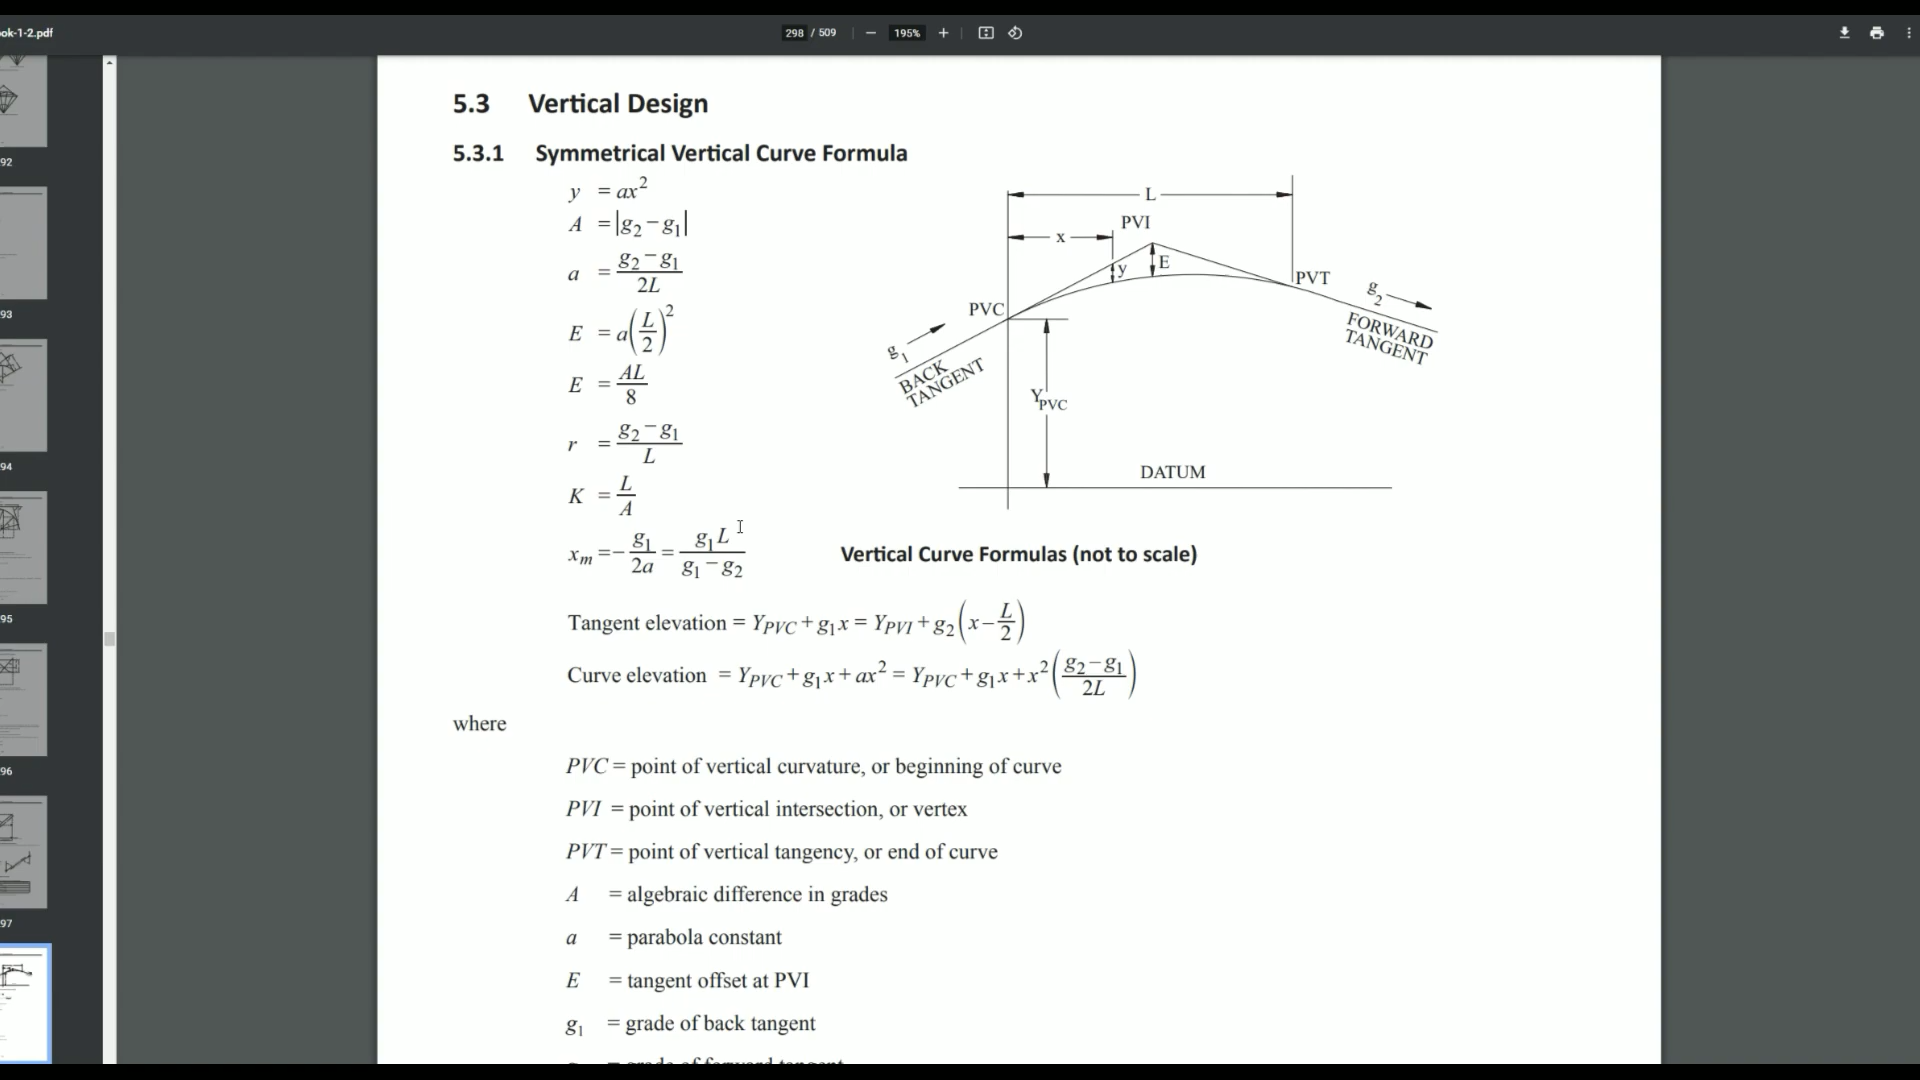 ok-1-2.pdf
298 / 509
195%
92
93
94
95
96
97
5.3 Vertical Design
5.3.1 Symmetrical Vertical Curve Formula
y = ax²
A = |g₂ − g₁|
a = (g₂ − g₁)/2L
E = a(L/2)²
E = AL/8
r = (g₂ − g₁)/L
K = L/A
xₘ = − g₁/2a = g₁L/(g₁ − g₂)
L
PVI
x
y
E
PVT
PVC
g₁
BACK
TANGENT
g₂
FORWARD
TANGENT
Y_PVC
DATUM
Vertical Curve Formulas (not to scale)
Tangent elevation = Y_PVC + g₁x = Y_PVI + g₂(x − L/2)
Curve elevation = Y_PVC + g₁x + ax² = Y_PVC + g₁x + x²((g₂ − g₁)/2L)
where
PVC = point of vertical curvature, or beginning of curve
PVI = point of vertical intersection, or vertex
PVT = point of vertical tangency, or end of curve
A = algebraic difference in grades
a = parabola constant
E = tangent offset at PVI
g₁ = grade of back tangent
= grade of forward tangent